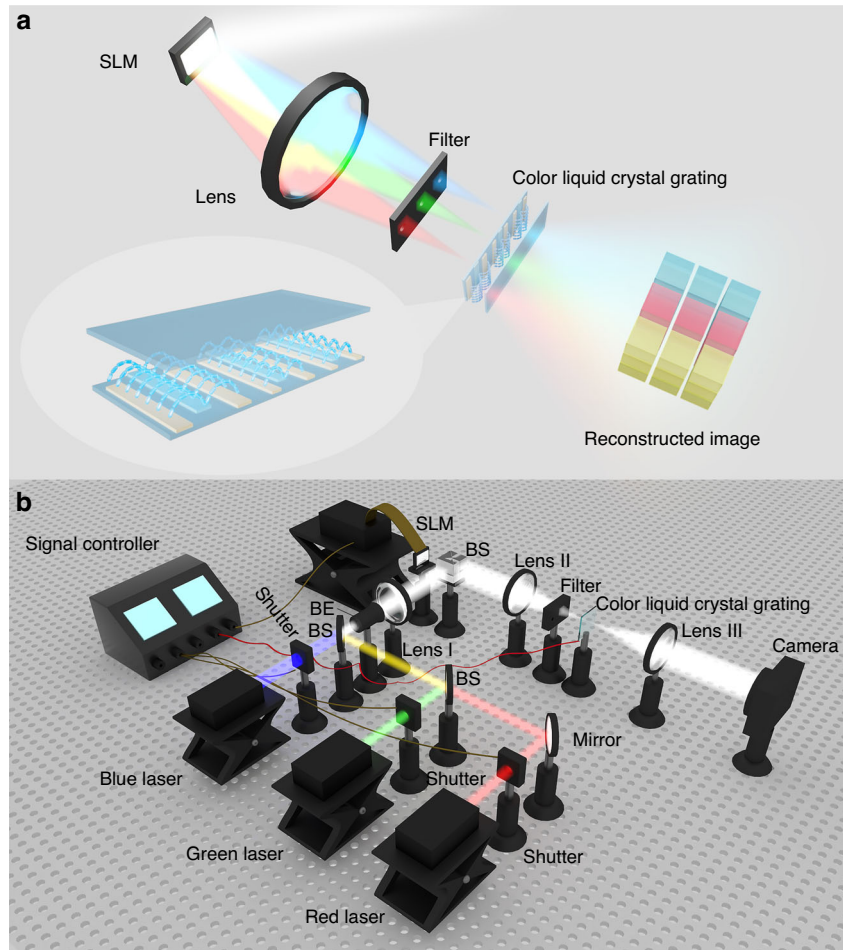 a
SLM
Lens
Filter
Color liquid crystal grating
Reconstructed image
b
Signal controller
SLM
BS
Lens II
Filter
Color liquid crystal grating
Lens III
Camera
Shutter
BE
BS
Lens I
BS
Mirror
Blue laser
Shutter
Green laser
Shutter
Red laser